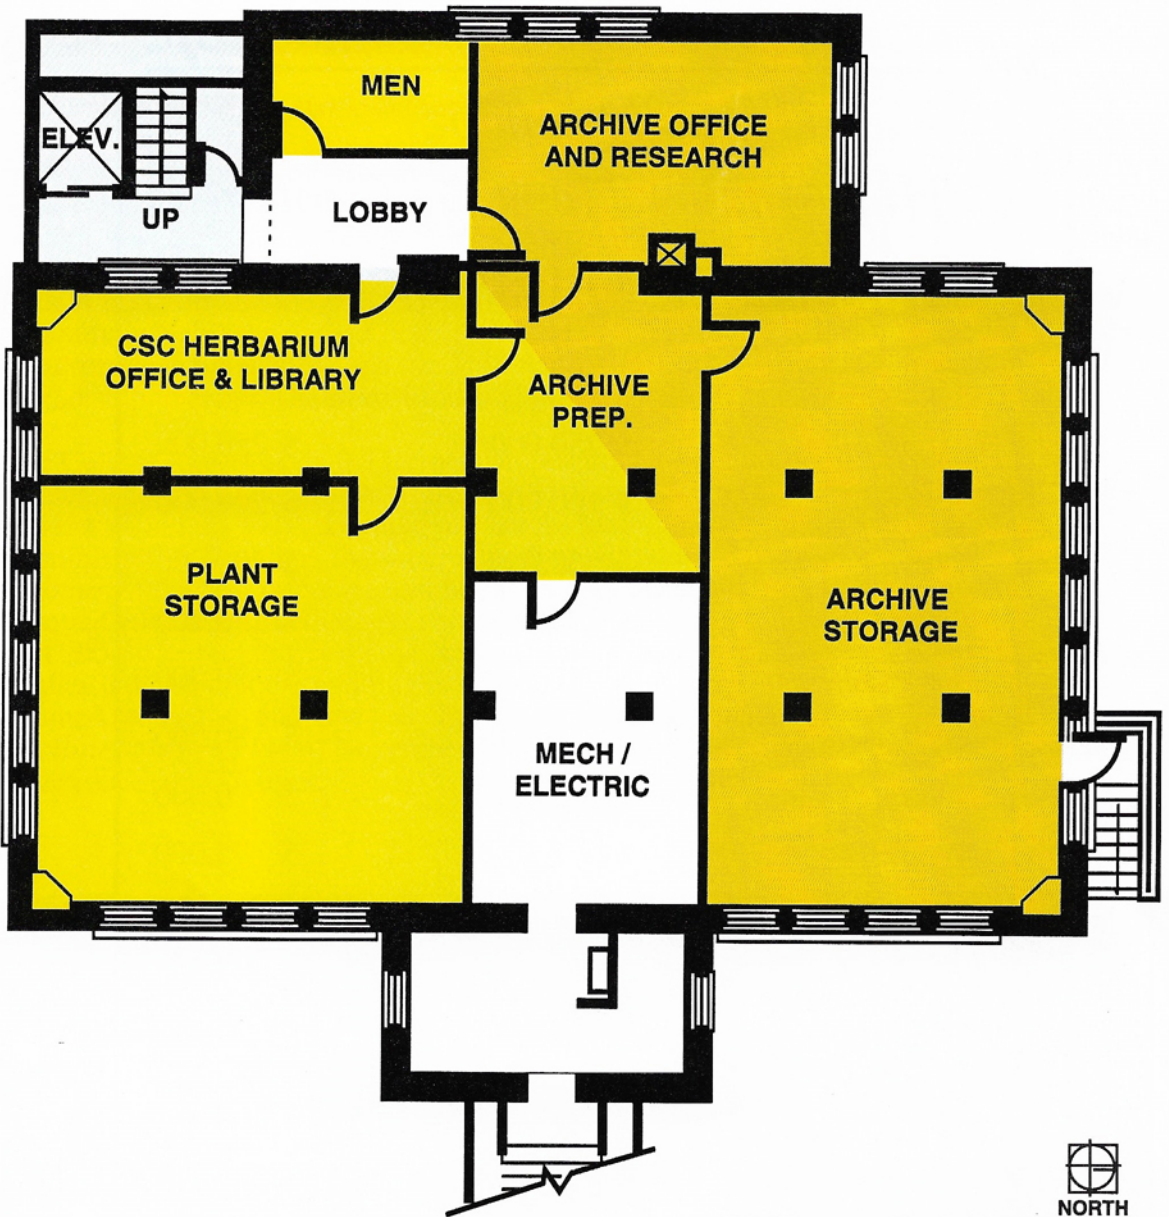 MEN
ARCHIVE OFFICE
AND RESEARCH
ELEV.
UP
LOBBY
CSC HERBARIUM
OFFICE & LIBRARY
ARCHIVE
PREP.
PLANT
STORAGE
ARCHIVE
STORAGE
MECH /
ELECTRIC
NORTH